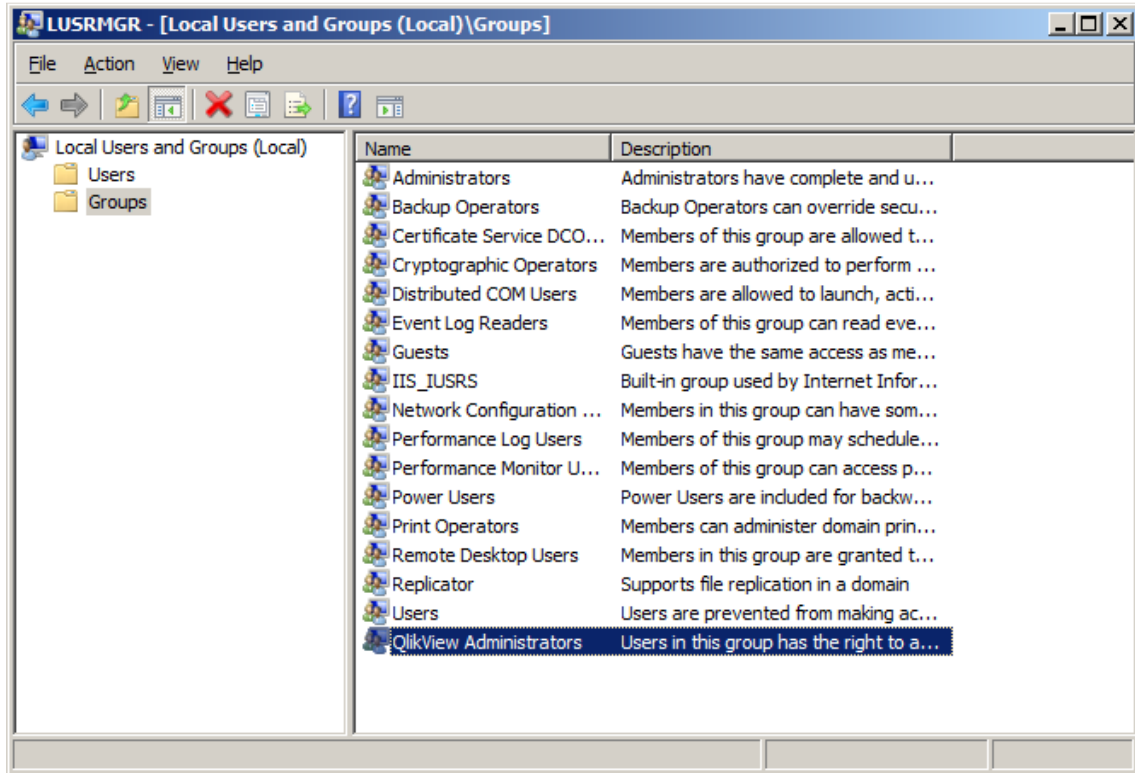 LUSRMGR - [Local Users and Groups (Local)\Groups]
File Action View Help
Local Users and Groups (Local)
Users
Groups
Name Description
Administrators Administrators have complete and u...
Backup Operators Backup Operators can override secu...
Certificate Service DCO... Members of this group are allowed t...
Cryptographic Operators Members are authorized to perform ...
Distributed COM Users Members are allowed to launch, acti...
Event Log Readers Members of this group can read eve...
Guests Guests have the same access as me...
IIS_IUSRS Built-in group used by Internet Infor...
Network Configuration ... Members in this group can have som...
Performance Log Users Members of this group may schedule...
Performance Monitor U... Members of this group can access p...
Power Users Power Users are included for backw...
Print Operators Members can administer domain prin...
Remote Desktop Users Members in this group are granted t...
Replicator Supports file replication in a domain
Users Users are prevented from making ac...
QlikView Administrators Users in this group has the right to a...